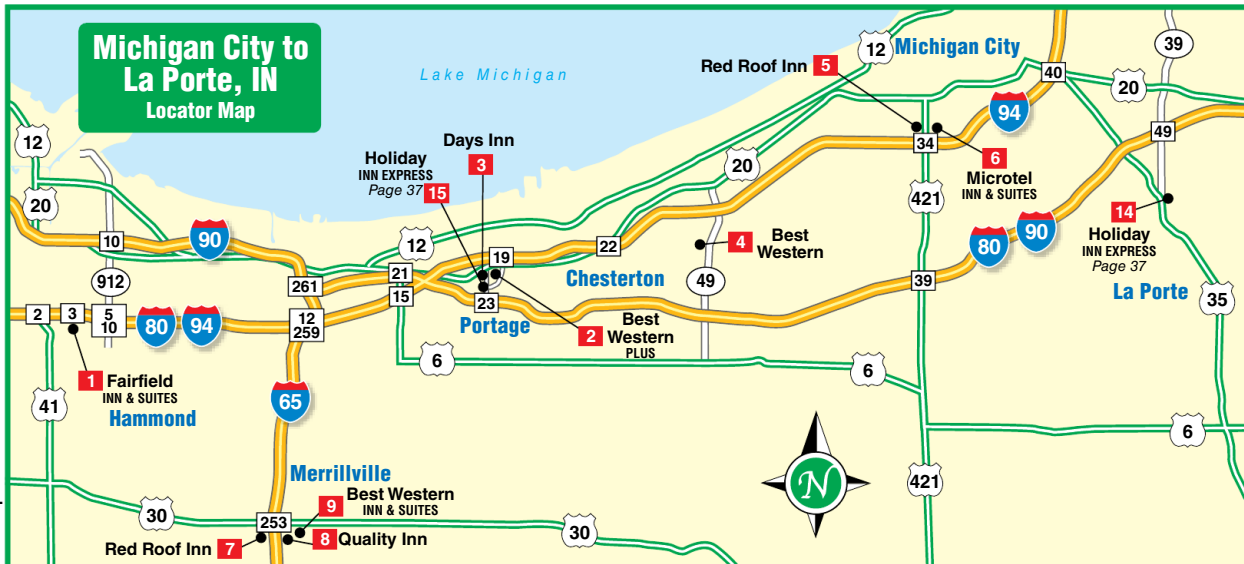 Michigan City to
La Porte, IN
Locator Map
Lake Michigan
12
Michigan City
39
Red Roof Inn 5
40
20
94
12
49
34
Days Inn
3
Holiday
INN EXPRESS
Page 37 15
20
6
Microtel
INN & SUITES
421
20
10
90
12
22
4 Best
Western
14
Holiday
INN EXPRESS
Page 37
80
90
19
912
261
21
Chesterton
49
39
La Porte
35
15
23
2
3
5
10
80
94
12
259
Portage
2 Best
Western
PLUS
6
6
1 Fairfield
INN & SUITES
Hammond
41
65
6
N
421
Merrillville
9 Best Western
INN & SUITES
30
253
30
Red Roof Inn 7
8 Quality Inn